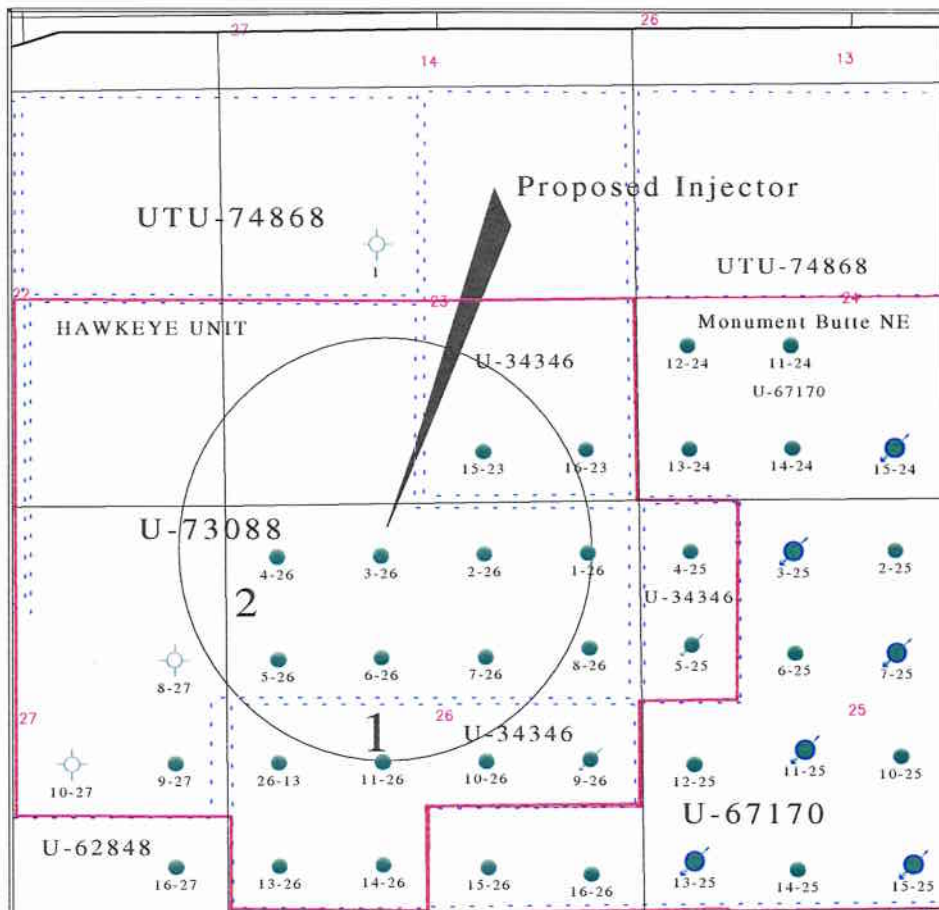 27 26
14 13
Proposed Injector
UTU-74868
1
UTU-74868
22 23 24
HAWKEYE UNIT
Monument Butte NE
U-34346
12-24 11-24
U-67170
15-23 16-23 13-24 14-24 15-24
U-73088
4-26 3-26 2-26 1-26 4-25 3-25 2-25
2
U-34346
8-27 5-26 6-26 7-26 8-26 5-25 6-25 7-25
27 26 25
1
U-34346
10-27 9-27 26-13 11-26 10-26 9-26 12-25 11-25 10-25
U-67170
U-62848
16-27 13-26 14-26 15-26 16-26 13-25 14-25 15-25